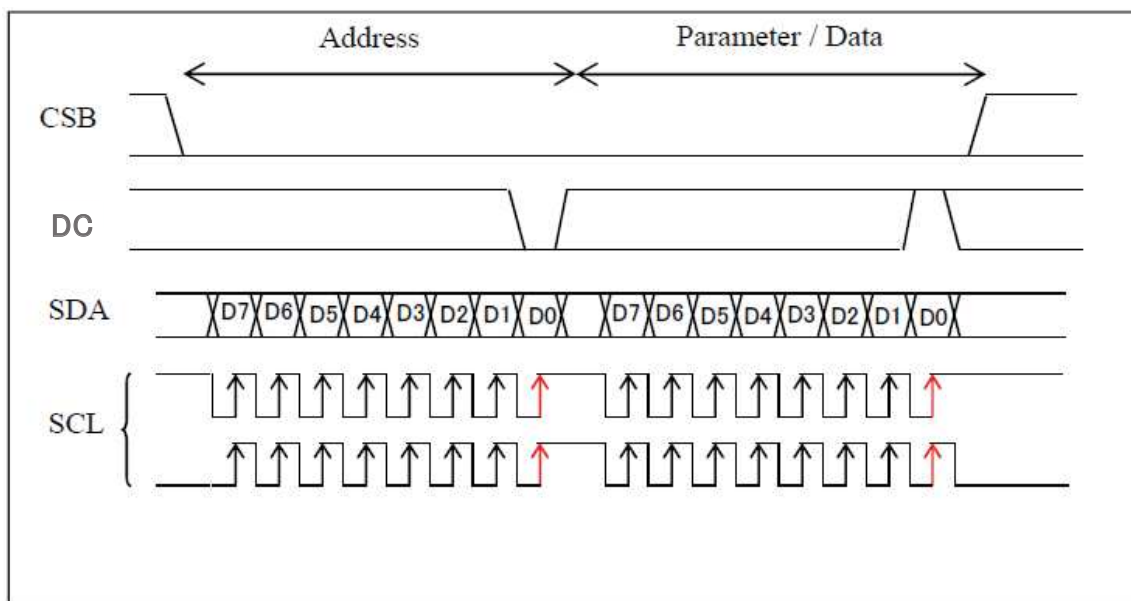 Address
Parameter / Data
CSB
DC
SDA
D7 D6 D5 D4 D3 D2 D1 D0 D7 D6 D5 D4 D3 D2 D1 D0
SCL